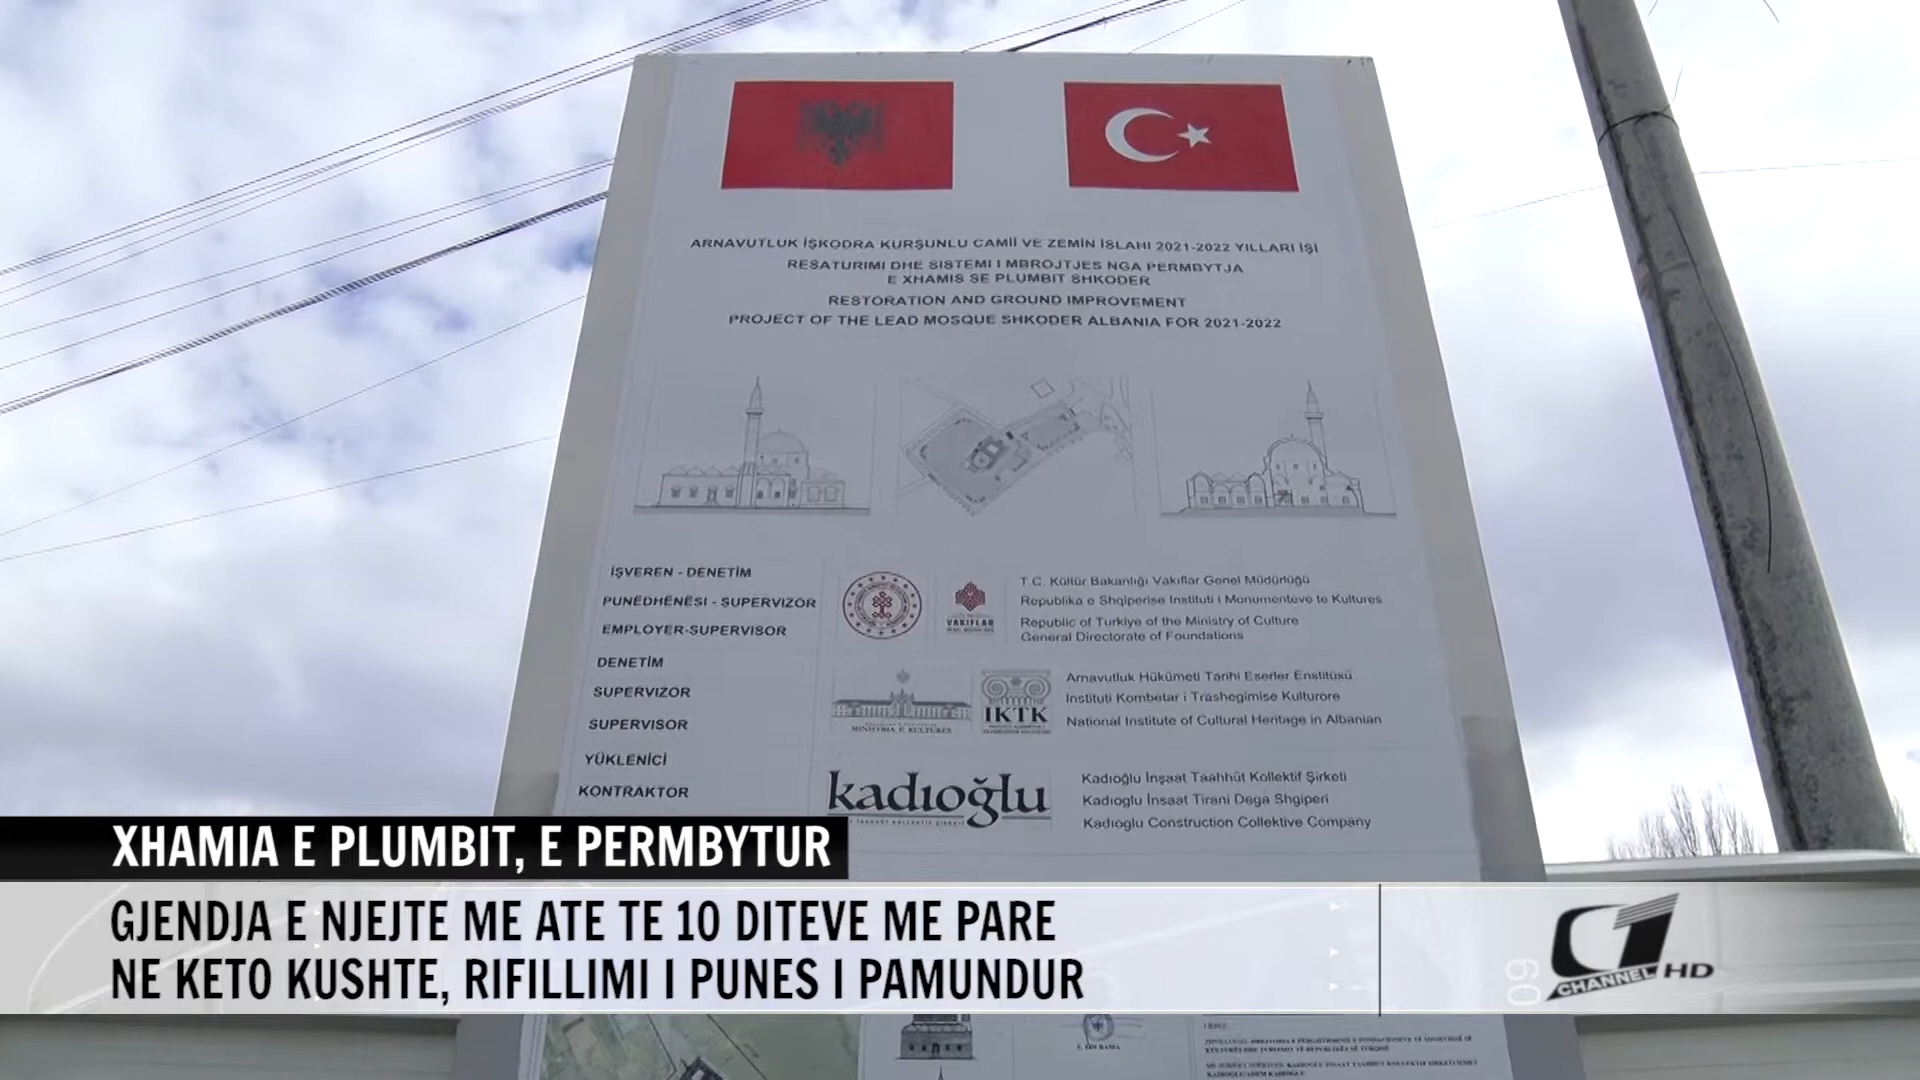 ARNAVUTLUK İŞKODRA KURŞUNLU CAMİİ VE ZEMİN İSLAHI 2021-2022 YILLARI İŞİ
RESATURIMI DHE SISTEMI I MBROJTJES NGA PERMBYTJA
E XHAMIS SE PLUMBIT SHKODER
RESTORATION AND GROUND IMPROVEMENT
PROJECT OF THE LEAD MOSQUE SHKODER ALBANIA FOR 2021-2022
İŞVEREN - DENETİM
PUNËDHËNËSI - SUPERVIZOR
EMPLOYER-SUPERVISOR
VAKIFLAR
T.C. Kültür Bakanlığı Vakıflar Genel Müdürlüğü
Republika e Shqiperise Instituti i Monumenteve te Kultures
Republic of Turkiye of the Ministry of Culture
General Directorate of Foundations
DENETİM
SUPERVIZOR
SUPERVISOR
MINISTRIA E KULTURËS
IKTK
Arnavutluk Hükümeti Tarihi Eserler Enstitüsü
Instituti Kombetar i Trashegimise Kulturore
National Institute of Cultural Heritage in Albanian
YÜKLENİCİ
KONTRAKTOR
kadıoğlu
Kadıoğlu İnşaat Taahhüt Kollektif Şirketi
Kadıoglu İnsaat Tirani Dega Shgiperi
Kadıoglu Construction Collective Company
XHAMIA E PLUMBIT, E PERMBYTUR
GJENDJA E NJEJTE ME ATE TE 10 DITEVE ME PARE
NE KETO KUSHTE, RIFILLIMI I PUNES I PAMUNDUR
09
CHANNEL HD